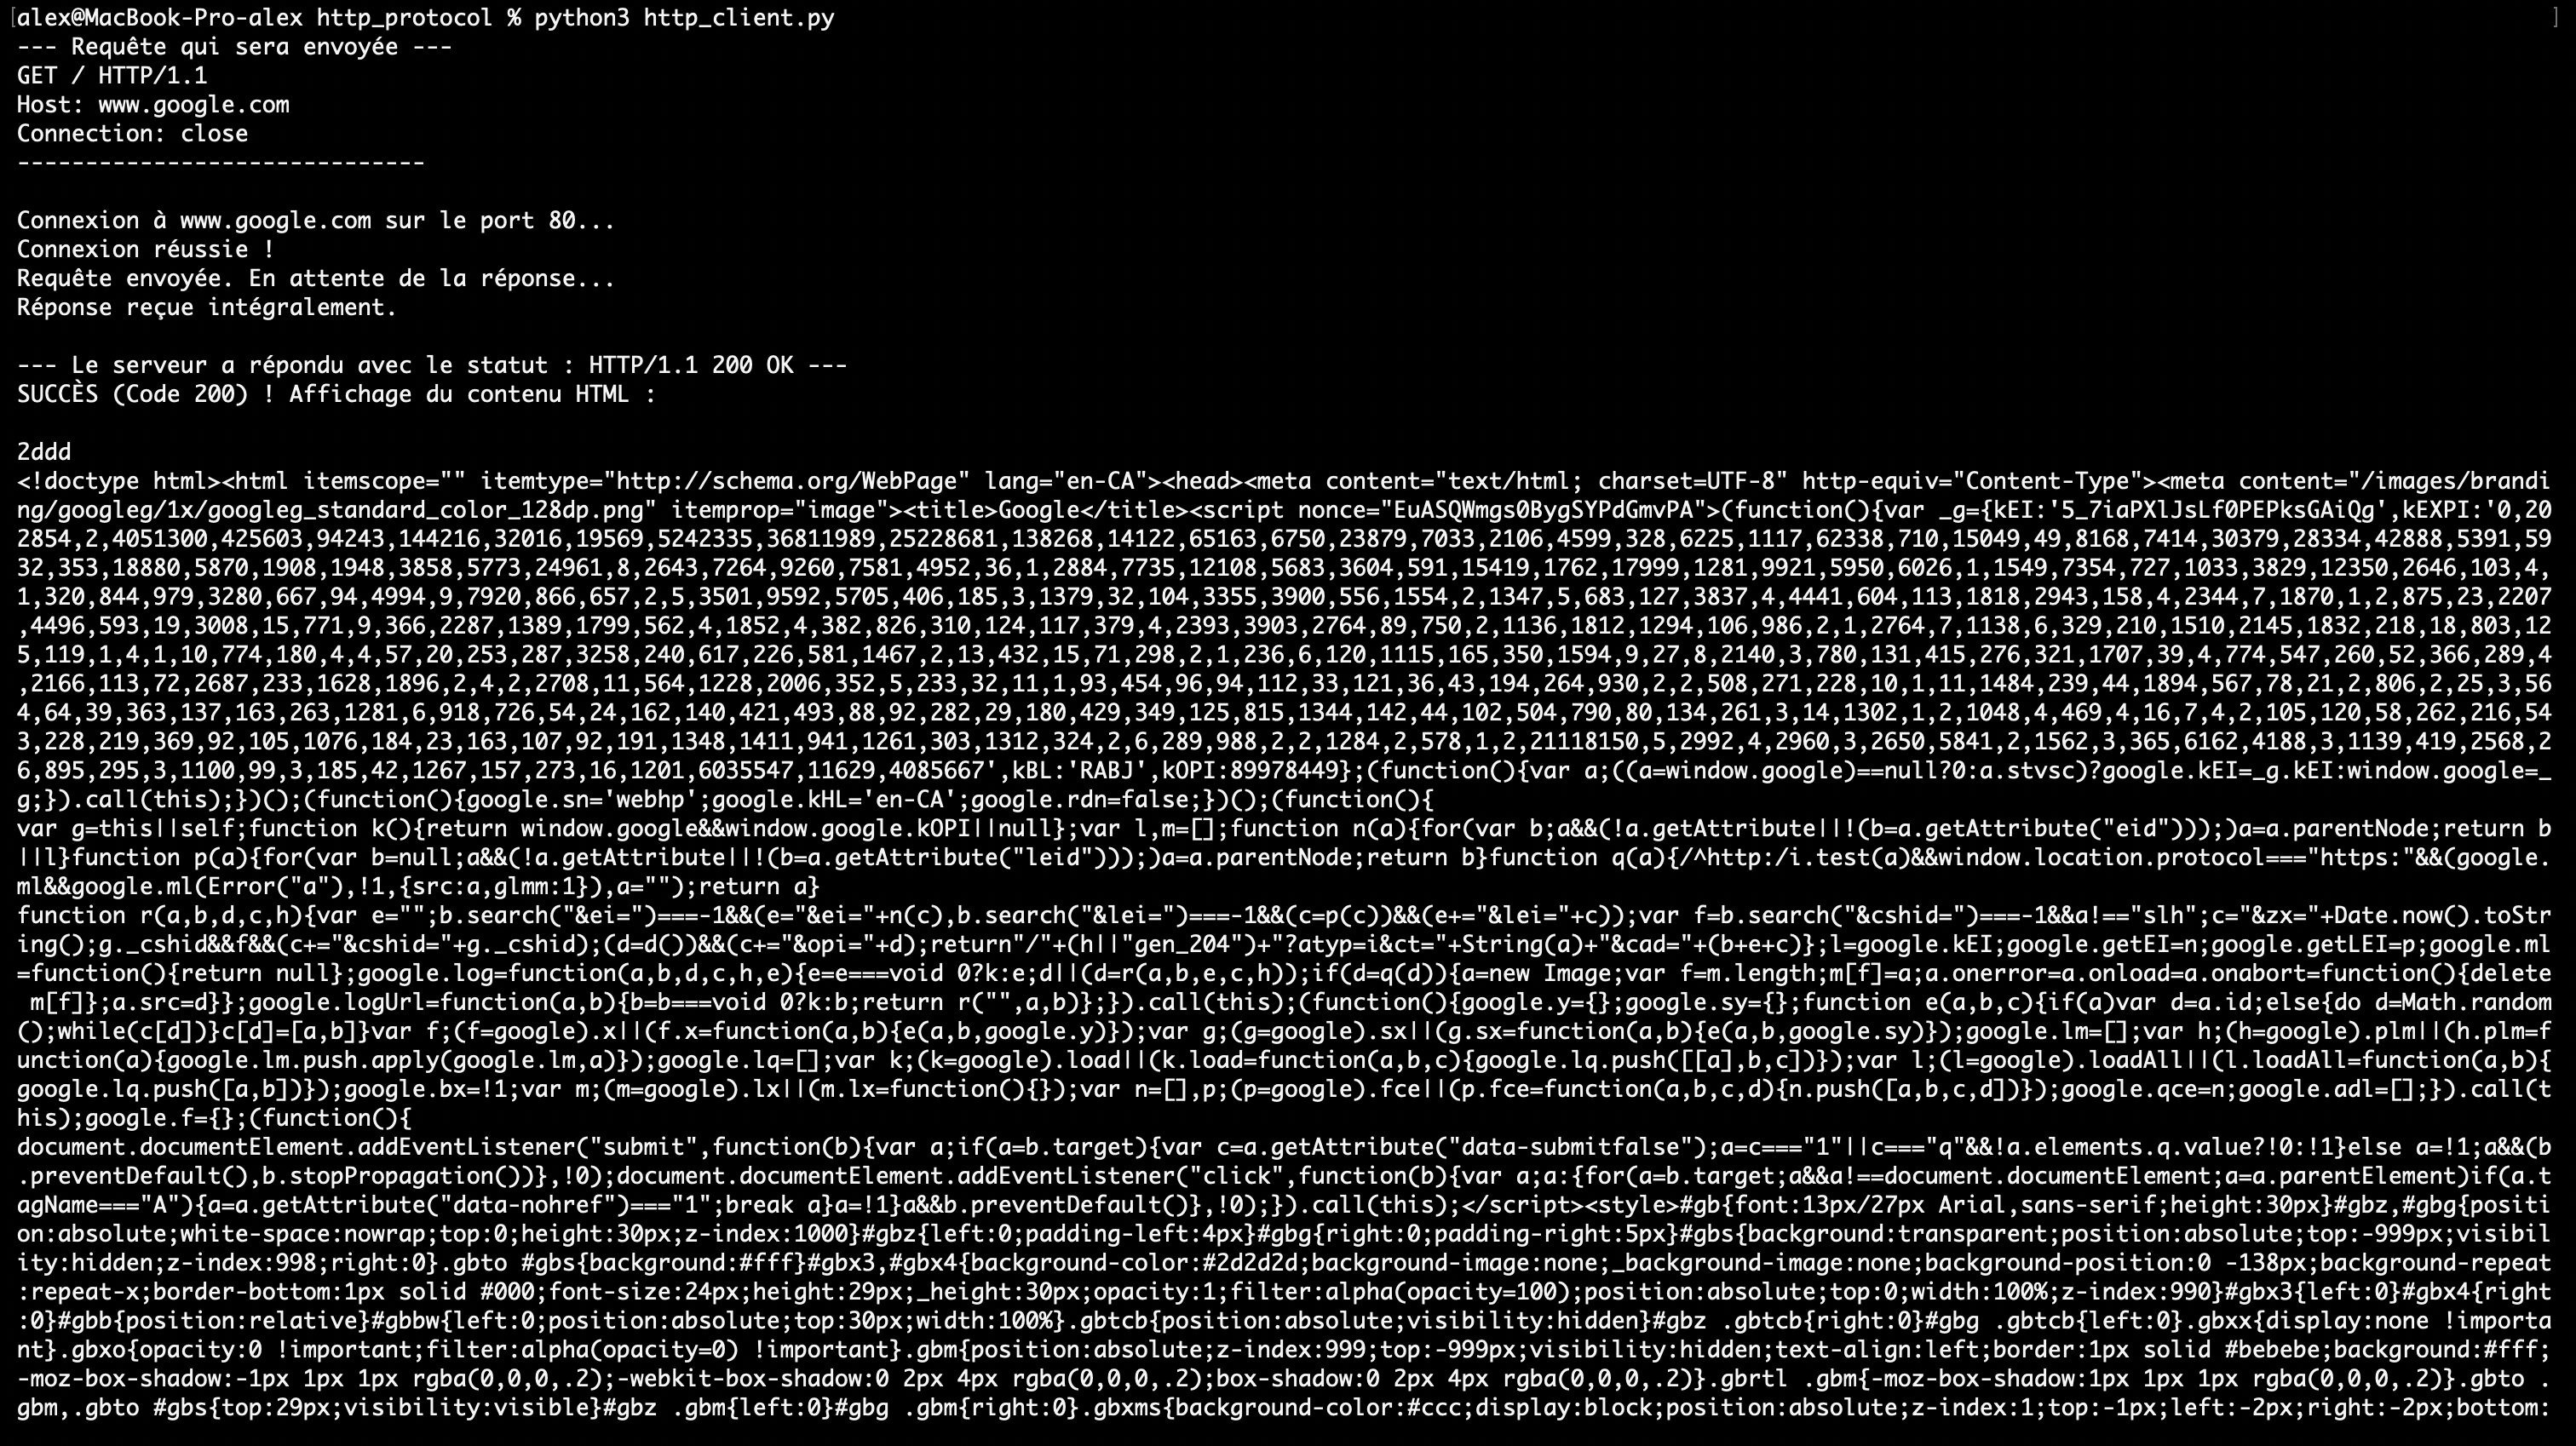 [alex@MacBook-Pro-alex http_protocol % python3 http_client.py ]
--- Requête qui sera envoyée ---
GET / HTTP/1.1
Host: www.google.com
Connection: close
------------------------------
Connexion à www.google.com sur le port 80...
Connexion réussie !
Requête envoyée. En attente de la réponse...
Réponse reçue intégralement.
--- Le serveur a répondu avec le statut : HTTP/1.1 200 OK ---
SUCCÈS (Code 200) ! Affichage du contenu HTML :
2ddd
<!doctype html><html itemscope="" itemtype="http://schema.org/WebPage" lang="en-CA"><head><meta content="text/html; charset=UTF-8" http-equiv="Content-Type"><meta content="/images/brandi
ng/googleg/1x/googleg_standard_color_128dp.png" itemprop="image"><title>Google</title><script nonce="EuASQWmgs0BygSYPdGmvPA">(function(){var _g={kEI:'5_7iaPXlJsLf0PEPksGAiQg',kEXPI:'0,202
854,2,4051300,425603,94243,144216,32016,19569,5242335,36811989,25228681,138268,14122,65163,6750,23879,7033,2106,4599,328,6225,1117,62338,710,15049,49,8168,7414,30379,28334,42888,5391,59
32,353,18880,5870,1908,1948,3858,5773,24961,8,2643,7264,9260,7581,4952,36,1,2884,7735,12108,5683,3604,591,15419,1762,17999,1281,9921,5950,6026,1,1549,7354,727,1033,3829,12350,2646,103,4,
1,320,844,979,3280,667,94,4994,9,7920,866,657,2,5,3501,9592,5705,406,185,3,1379,32,104,3355,3900,556,1554,2,1347,5,683,127,3837,4,4441,604,113,1818,2943,158,4,2344,7,1870,1,2,875,23,2207
,4496,593,19,3008,15,771,9,366,2287,1389,1799,562,4,1852,4,382,826,310,124,117,379,4,2393,3903,2764,89,750,2,1136,1812,1294,106,986,2,1,2764,7,1138,6,329,210,1510,2145,1832,218,18,803,12
5,119,1,4,1,10,774,180,4,4,57,20,253,287,3258,240,617,226,581,1467,2,13,432,15,71,298,2,1,236,6,120,1115,165,350,1594,9,27,8,2140,3,780,131,415,276,321,1707,39,4,774,547,260,52,366,289,4
,2166,113,72,2687,233,1628,1896,2,4,2,2708,11,564,1228,2006,352,5,233,32,11,1,93,454,96,94,112,33,121,36,43,194,264,930,2,2,508,271,228,10,1,11,1484,239,44,1894,567,78,21,2,806,2,25,3,56
4,64,39,363,137,163,263,1281,6,918,726,54,24,162,140,421,493,88,92,282,29,180,429,349,125,815,1344,142,44,102,504,790,80,134,261,3,14,1302,1,2,1048,4,469,4,16,7,4,2,105,120,58,262,216,54
3,228,219,369,92,105,1076,184,23,163,107,92,191,1348,1411,941,1261,303,1312,324,2,6,289,988,2,2,1284,2,578,1,2,21118150,5,2992,4,2960,3,2650,5841,2,1562,3,365,6162,4188,3,1139,419,2568,2
6,895,295,3,1100,99,3,185,42,1267,157,273,16,1201,6035547,11629,4085667',kBL:'RABJ',kOPI:89978449};(function(){var a;((a=window.google)==null?0:a.stvsc)?google.kEI=_g.kEI:window.google=_
g;}).call(this);})();(function(){google.sn='webhp';google.kHL='en-CA';google.rdn=false;})();(function(){
var g=this||self;function k(){return window.google&&window.google.kOPI||null};var l,m=[];function n(a){for(var b;a&&(!a.getAttribute||!(b=a.getAttribute("eid")));)a=a.parentNode;return b
||l}function p(a){for(var b=null;a&&(!a.getAttribute||!(b=a.getAttribute("leid")));)a=a.parentNode;return b}function q(a){/^http:/i.test(a)&&window.location.protocol==="https:"&&(google.
ml&&google.ml(Error("a"),!1,{src:a,glmm:1}),a="");return a}
function r(a,b,d,c,h){var e="";b.search("&ei=")===-1&&(e="&ei="+n(c),b.search("&lei=")===-1&&(c=p(c))&&(e+="&lei="+c));var f=b.search("&cshid=")===-1&&a!=="slh";c="&zx="+Date.now().toStr
ing();g._cshid&&f&&(c+="&cshid="+g._cshid);(d=d())&&(c+="&opi="+d);return"/"+(h||"gen_204")+"?atyp=i&ct="+String(a)+"&cad="+(b+e+c)};l=google.kEI;google.getEI=n;google.getLEI=p;google.ml
=function(){return null};google.log=function(a,b,d,c,h,e){e=e===void 0?k:e;d||(d=r(a,b,e,c,h));if(d=q(d)){a=new Image;var f=m.length;m[f]=a;a.onerror=a.onload=a.onabort=function(){delete
 m[f]};a.src=d}};google.logUrl=function(a,b){b=b===void 0?k:b;return r("",a,b)};}).call(this);(function(){google.y={};google.sy={};function e(a,b,c){if(a)var d=a.id;else{do d=Math.random
();while(c[d])}c[d]=[a,b]}var f;(f=google).x||(f.x=function(a,b){e(a,b,google.y)});var g;(g=google).sx||(g.sx=function(a,b){e(a,b,google.sy)});google.lm=[];var h;(h=google).plm||(h.plm=f
unction(a){google.lm.push.apply(google.lm,a)});google.lq=[];var k;(k=google).load||(k.load=function(a,b,c){google.lq.push([[a],b,c])});var l;(l=google).loadAll||(l.loadAll=function(a,b){
google.lq.push([a,b])});google.bx=!1;var m;(m=google).lx||(m.lx=function(){});var n=[],p;(p=google).fce||(p.fce=function(a,b,c,d){n.push([a,b,c,d])});google.qce=n;google.adl=[];}).call(t
his);google.f={};(function(){
document.documentElement.addEventListener("submit",function(b){var a;if(a=b.target){var c=a.getAttribute("data-submitfalse");a=c==="1"||c==="q"&&!a.elements.q.value?!0:!1}else a=!1;a&&(b
.preventDefault(),b.stopPropagation())},!0);document.documentElement.addEventListener("click",function(b){var a;a:{for(a=b.target;a&&a!==document.documentElement;a=a.parentElement)if(a.t
agName==="A"){a=a.getAttribute("data-nohref")==="1";break a}a=!1}a&&b.preventDefault()},!0);}).call(this);</script><style>#gb{font:13px/27px Arial,sans-serif;height:30px}#gbz,#gbg{positi
on:absolute;white-space:nowrap;top:0;height:30px;z-index:1000}#gbz{left:0;padding-left:4px}#gbg{right:0;padding-right:5px}#gbs{background:transparent;position:absolute;top:-999px;visibil
ity:hidden;z-index:998;right:0}.gbto #gbs{background:#fff}#gbx3,#gbx4{background-color:#2d2d2d;background-image:none;_background-image:none;background-position:0 -138px;background-repeat
:repeat-x;border-bottom:1px solid #000;font-size:24px;height:29px;_height:30px;opacity:1;filter:alpha(opacity=100);position:absolute;top:0;width:100%;z-index:990}#gbx3{left:0}#gbx4{right
:0}#gbb{position:relative}#gbbw{left:0;position:absolute;top:30px;width:100%}.gbtcb{position:absolute;visibility:hidden}#gbz .gbtcb{right:0}#gbg .gbtcb{left:0}.gbxx{display:none !importa
nt}.gbxo{opacity:0 !important;filter:alpha(opacity=0) !important}.gbm{position:absolute;z-index:999;top:-999px;visibility:hidden;text-align:left;border:1px solid #bebebe;background:#fff;
-moz-box-shadow:-1px 1px 1px rgba(0,0,0,.2);-webkit-box-shadow:0 2px 4px rgba(0,0,0,.2);box-shadow:0 2px 4px rgba(0,0,0,.2)}.gbrtl .gbm{-moz-box-shadow:1px 1px 1px rgba(0,0,0,.2)}.gbto .
gbm,.gbto #gbs{top:29px;visibility:visible}#gbz .gbm{left:0}#gbg .gbm{right:0}.gbxms{background-color:#ccc;display:block;position:absolute;z-index:1;top:-1px;left:-2px;right:-2px;bottom: